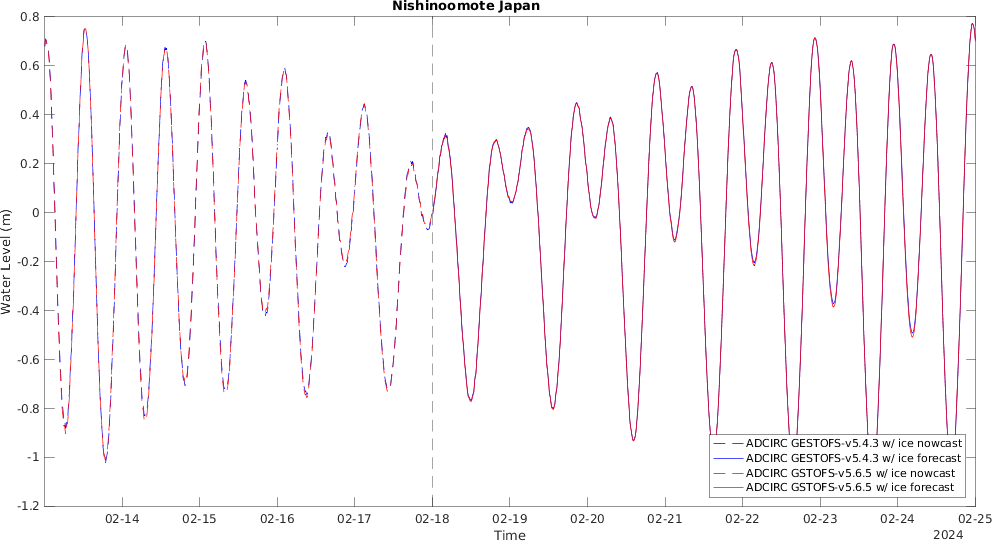 Nishinoomote Japan
0.8
0.6
0.4
0.2
0
-0.2
-0.4
-0.6
-0.8
-1
-1.2
Water Level (m)
ADCIRC GESTOFS-v5.4.3 w/ ice nowcast
ADCIRC GESTOFS-v5.4.3 w/ ice forecast
ADCIRC GSTOFS-v5.6.5 w/ ice nowcast
ADCIRC GSTOFS-v5.6.5 w/ ice forecast
02-14 02-15 02-16 02-17 02-18 02-19 02-20 02-21 02-22 02-23 02-24 02-25
Time
2024